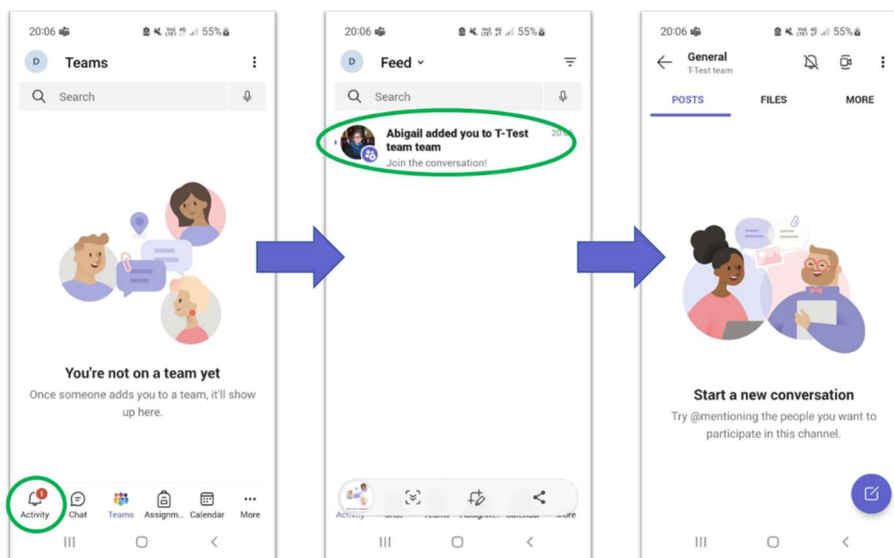 20:06
55%
D
Teams
Search
You're not on a team yet
Once someone adds you to a team, it'll show
up here.
1
Activity
Chat
Teams
Assignm...
Calendar
More
20:06
55%
D
Feed
Search
Abigail added you to T-Test
team team
Join the conversation!
20:06
55%
General
T-Test team
POSTS
FILES
MORE
Start a new conversation
Try @mentioning the people you want to
participate in this channel.